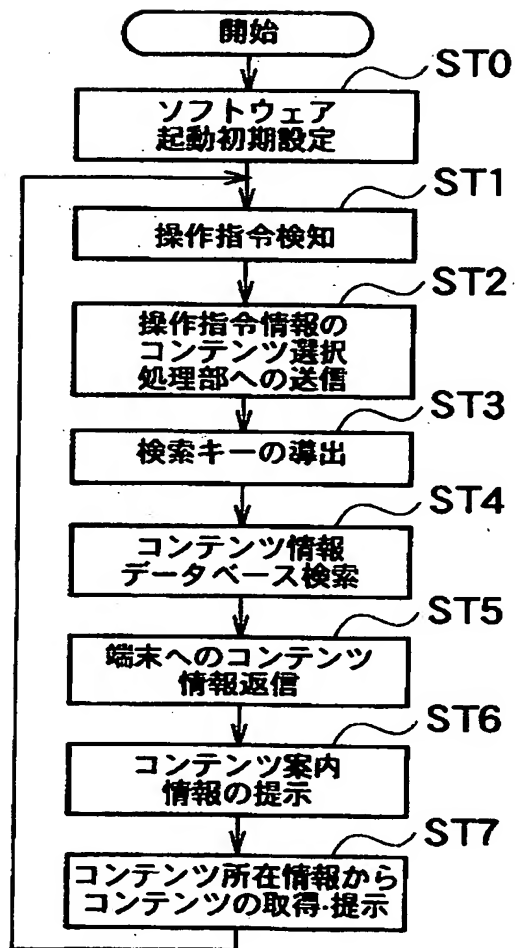 開始
ST0
ソフトウェア
起動初期設定
ST1
操作指令検知
ST2
操作指令情報の
コンテンツ選択
処理部への送信
ST3
検索キーの導出
ST4
コンテンツ情報
データベース検索
ST5
端末へのコンテンツ
情報返信
ST6
コンテンツ案内
情報の提示
ST7
コンテンツ所在情報から
コンテンツの取得・提示